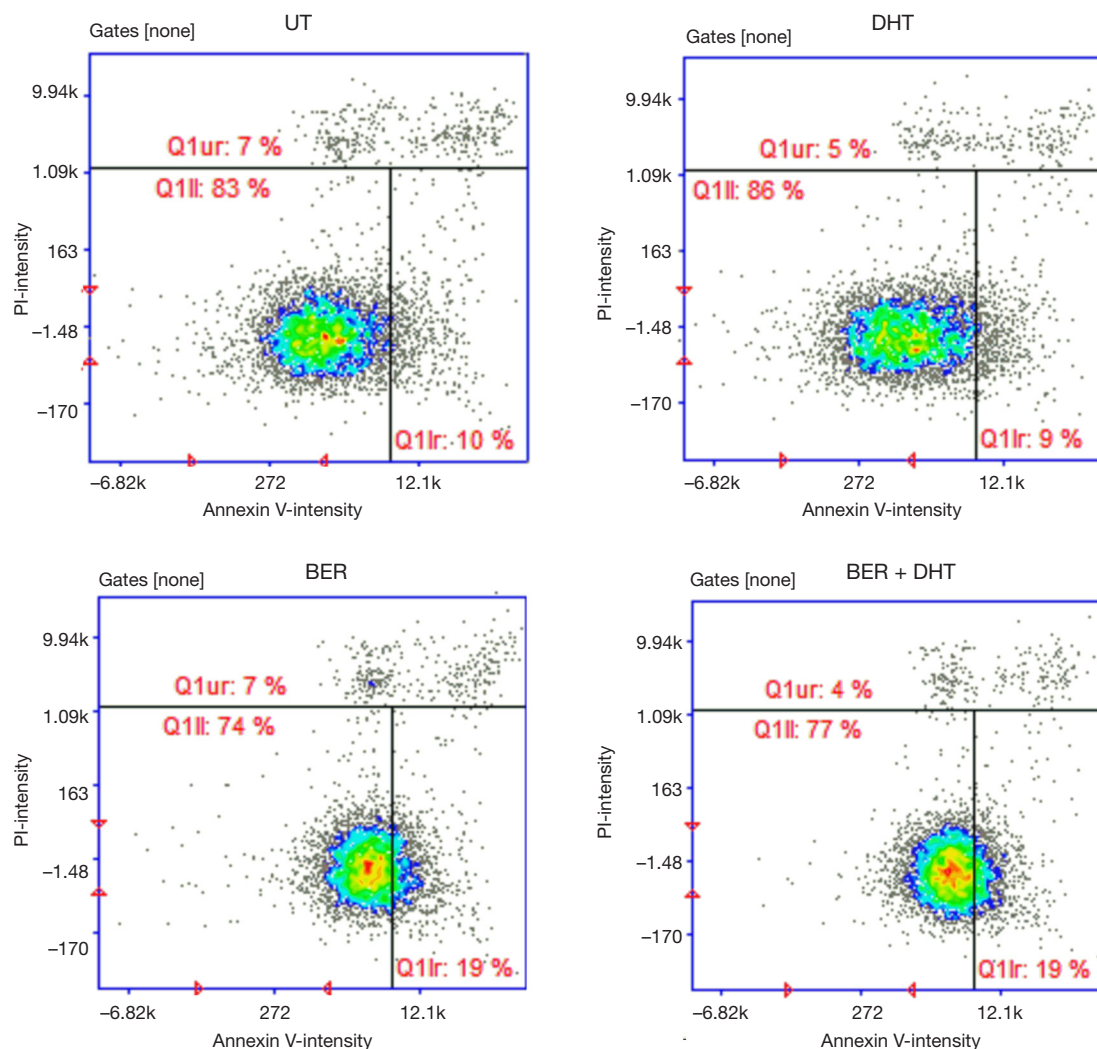 UT
Gates [none]
9.94k
Q1ur: 7 %
1.09k
Q1ll: 83 %
163
PI-intensity
−1.48
−170
Q1lr: 10 %
−6.82k 272 12.1k
Annexin V-intensity
DHT
Gates [none]
9.94k
Q1ur: 5 %
1.09k
Q1ll: 86 %
163
PI-intensity
−1.48
−170
Q1lr: 9 %
−6.82k 272 12.1k
Annexin V-intensity
BER
Gates [none]
9.94k
Q1ur: 7 %
1.09k
Q1ll: 74 %
163
PI-intensity
−1.48
−170
Q1lr: 19 %
−6.82k 272 12.1k
Annexin V-intensity
BER + DHT
Gates [none]
9.94k
Q1ur: 4 %
1.09k
Q1ll: 77 %
163
PI-intensity
−1.48
−170
Q1lr: 19 %
−6.82k 272 12.1k
Annexin V-intensity